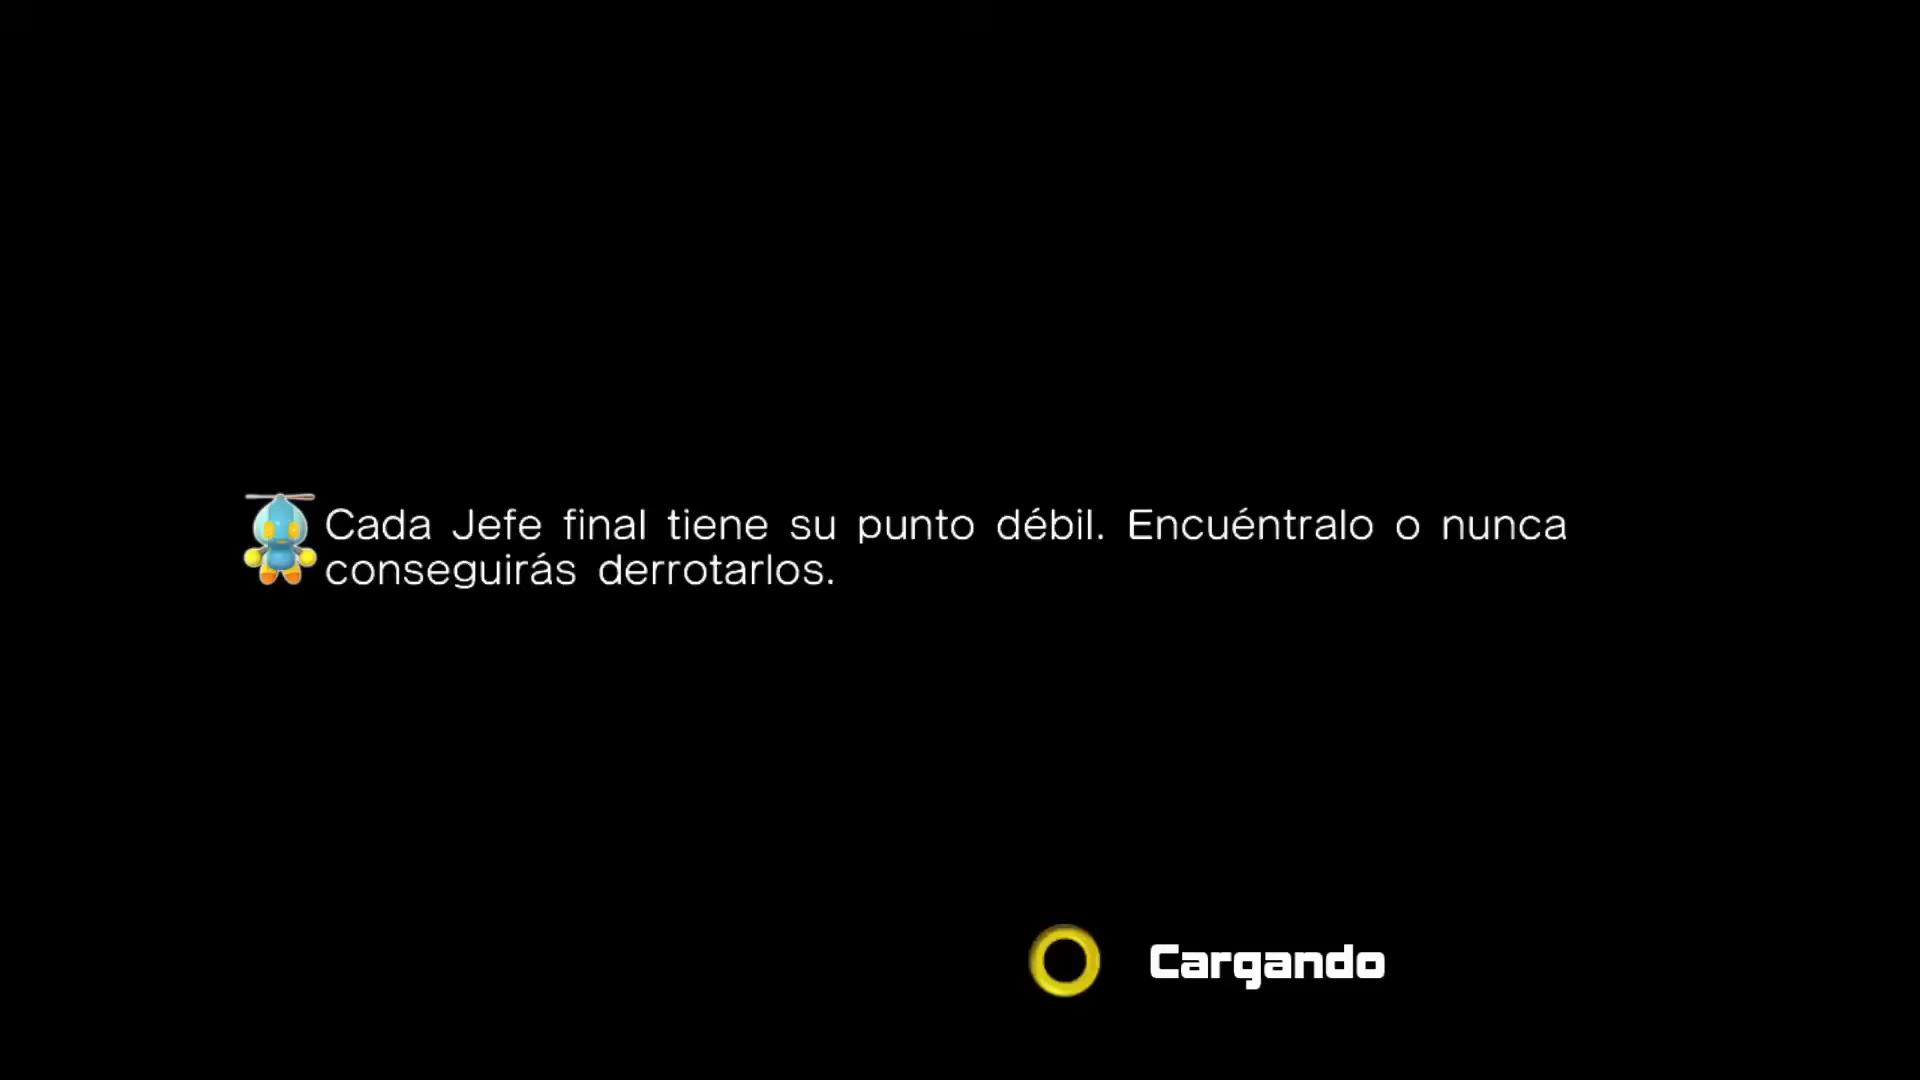 Cada Jefe final tiene su punto débil. Encuéntralo o nunca
conseguirás derrotarlos.
Cargando